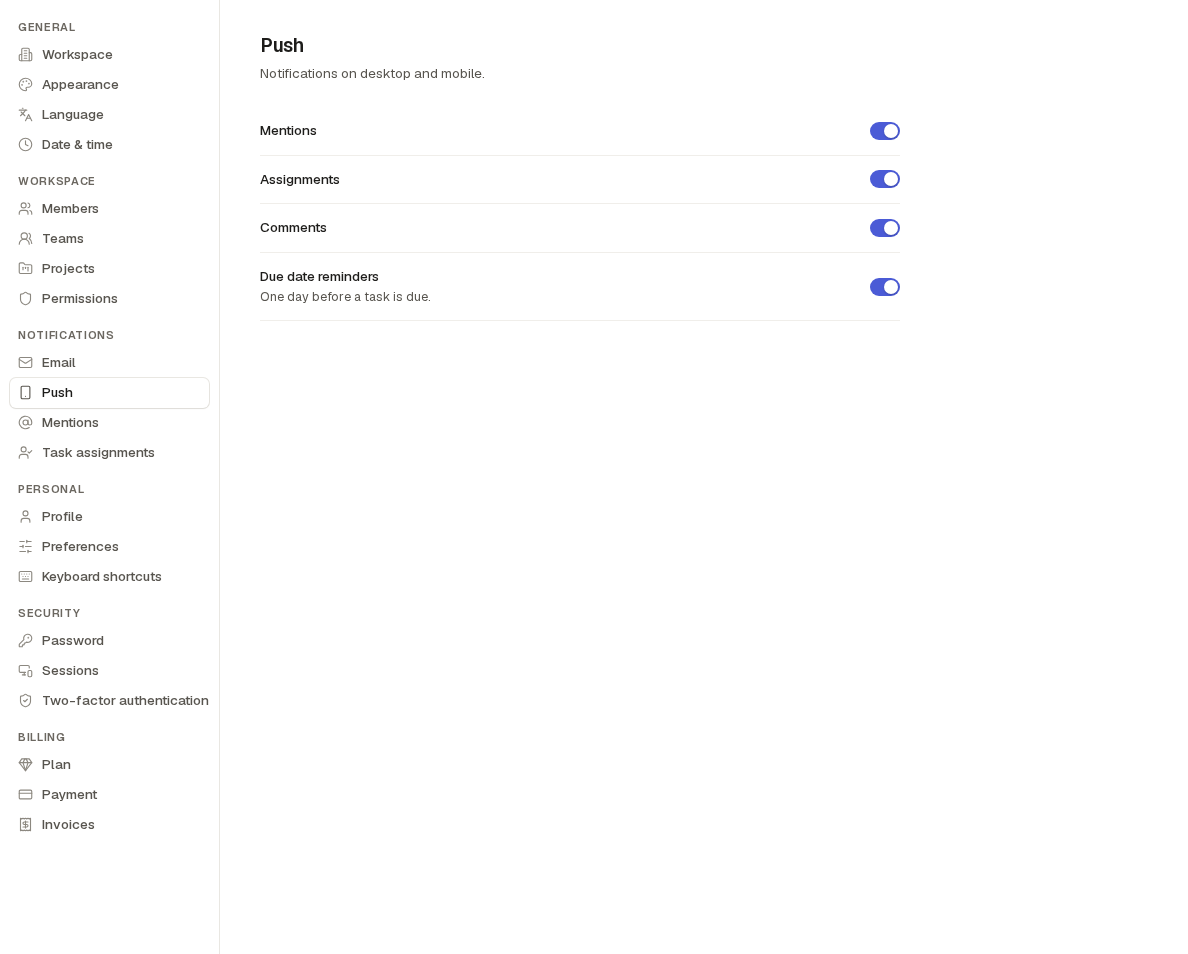 GENERAL
Workspace
Appearance
Language
Date & time
WORKSPACE
Members
Teams
Projects
Permissions
NOTIFICATIONS
Email
Push
Mentions
Task assignments
PERSONAL
Profile
Preferences
Keyboard shortcuts
SECURITY
Password
Sessions
Two-factor authentication
BILLING
Plan
Payment
Invoices
Push
Notifications on desktop and mobile.
Mentions
Assignments
Comments
Due date reminders
One day before a task is due.